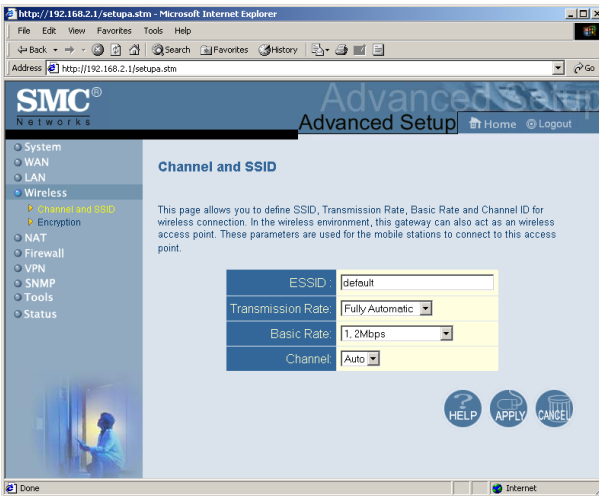 http://192.168.2.1/setupa.stm - Microsoft Internet Explorer
File Edit View Favorites Tools Help
Back Search Favorites History
Address http://192.168.2.1/setupa.stm Go
SMC®
Networks
Advanced Setup
Advanced Setup
Home Logout
System
WAN
LAN
Wireless
Channel and SSID
Encryption
NAT
Firewall
VPN
SNMP
Tools
Status
Channel and SSID
This page allows you to define SSID, Transmission Rate, Basic Rate and Channel ID for
wireless connection. In the wireless environment, this gateway can also act as an wireless
access point. These parameters are used for the mobile stations to connect to this access
point.
ESSID : default
Transmission Rate: Fully Automatic
Basic Rate: 1, 2Mbps
Channel: Auto
HELP APPLY CANCEL
Done Internet